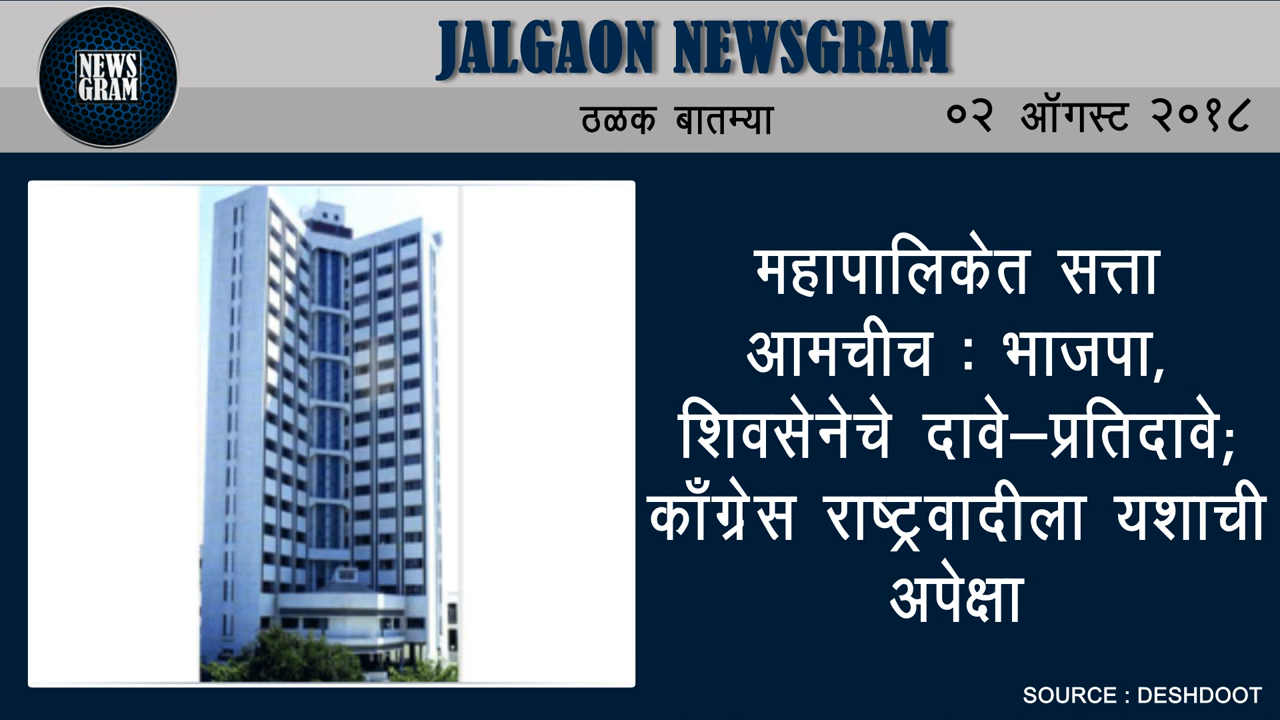 NEWS
GRAM
JALGAON NEWSGRAM
ठळक बातम्या
०२ ऑगस्ट २०१८
महापालिकेत सत्ता
आमचीच : भाजपा,
शिवसेनेचे दावे–प्रतिदावे;
काँग्रेस राष्ट्रवादीला यशाची
अपेक्षा
SOURCE : DESHDOOT